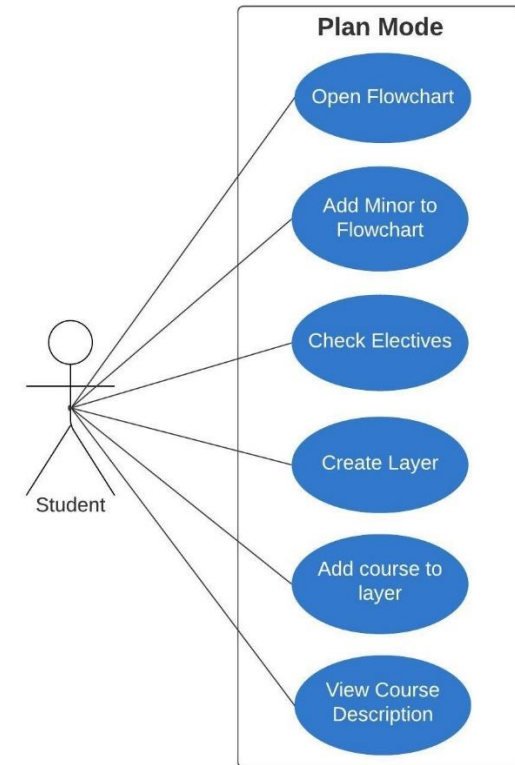 Plan Mode
Open Flowchart
Add Minor to
Flowchart
Check Electives
Create Layer
Student
Add course to
layer
View Course
Description